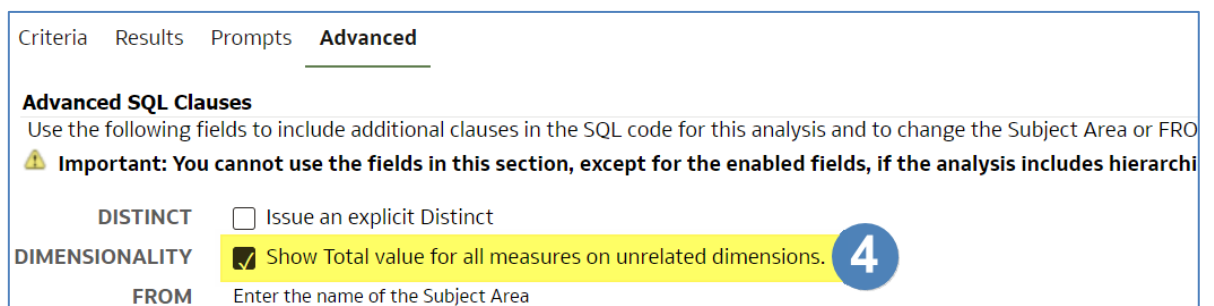 Criteria Results Prompts Advanced
Advanced SQL Clauses
Use the following fields to include additional clauses in the SQL code for this analysis and to change the Subject Area or FRO
Important: You cannot use the fields in this section, except for the enabled fields, if the analysis includes hierarchi
DISTINCT Issue an explicit Distinct
DIMENSIONALITY Show Total value for all measures on unrelated dimensions. 4
FROM Enter the name of the Subject Area